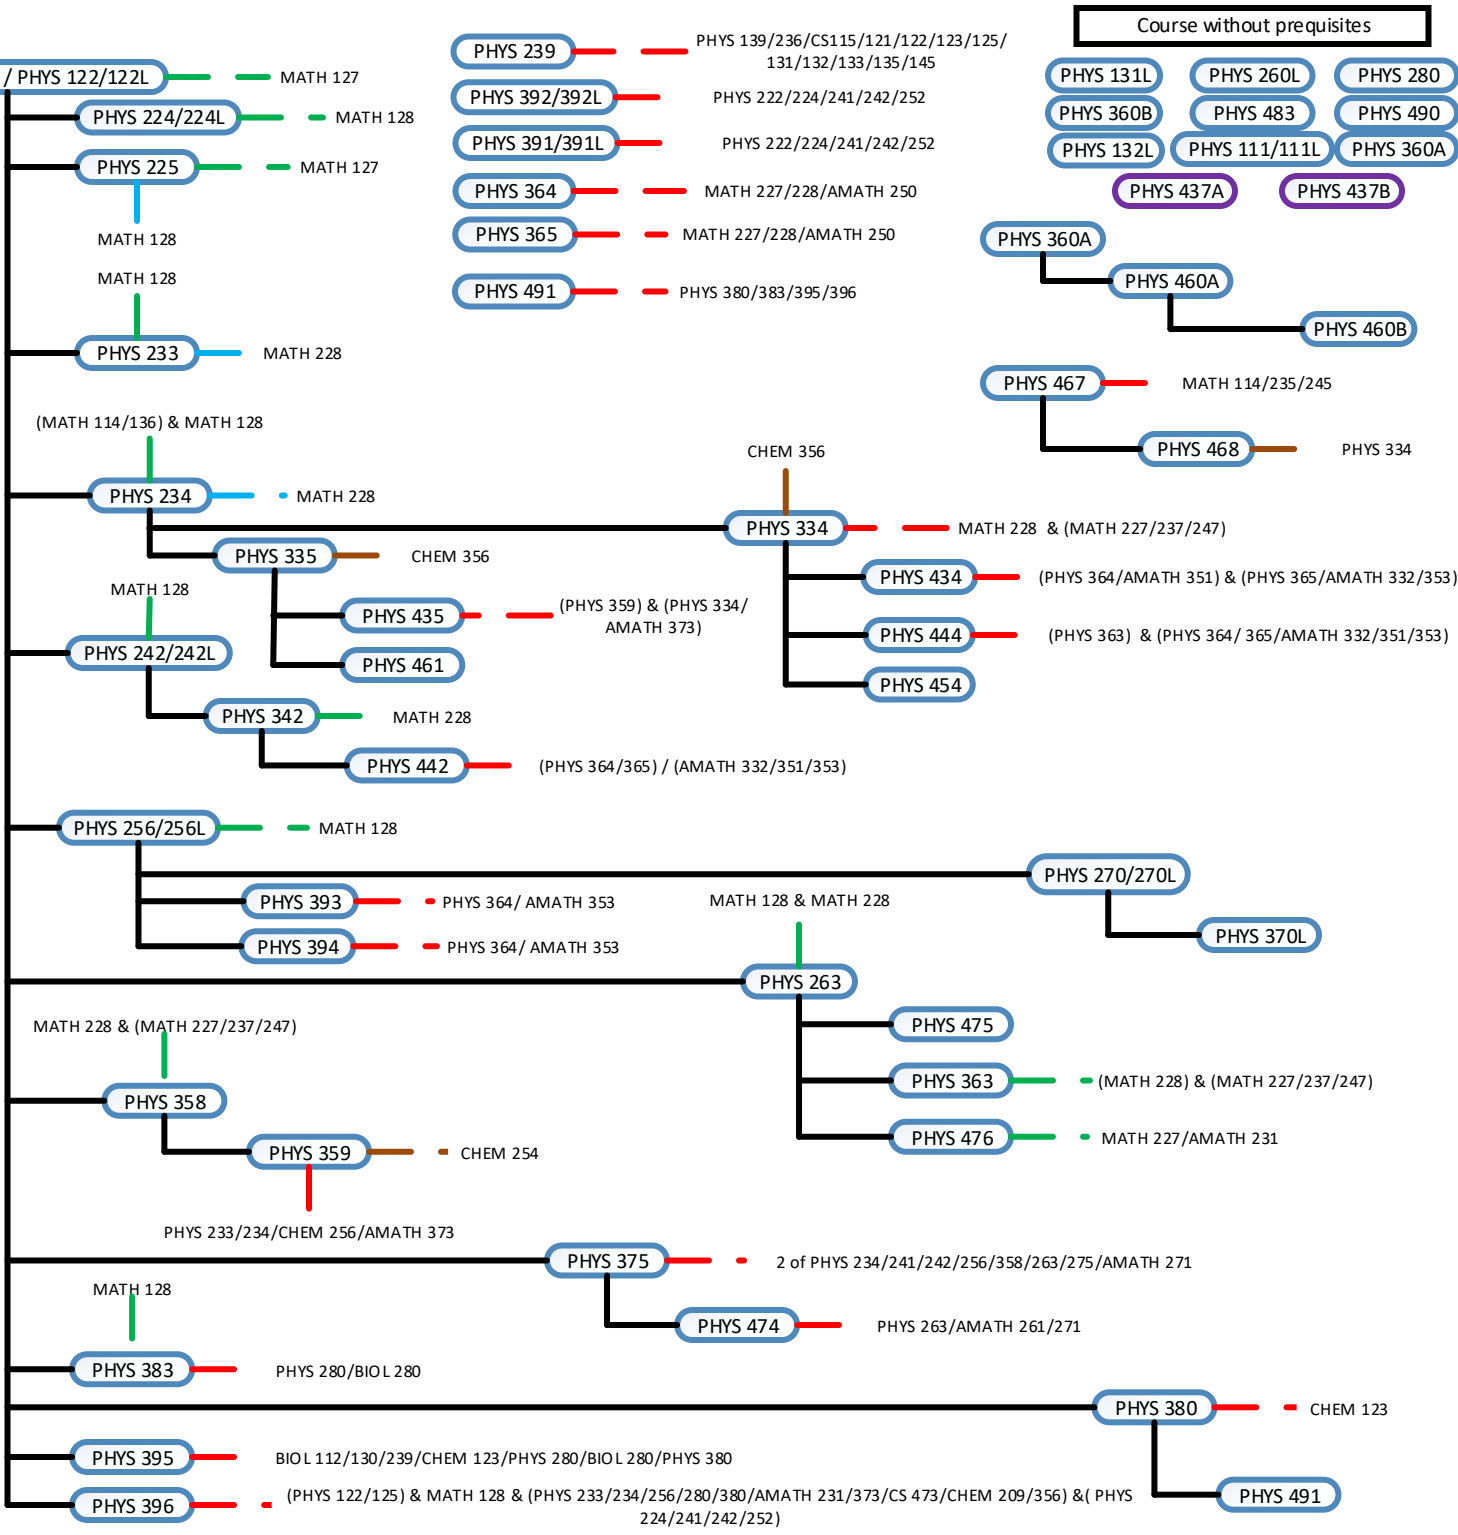 Course without prequisites
PHYS 239
PHYS 139/236/CS115/121/122/123/125/
131/132/133/135/145
/ PHYS 122/122L
MATH 127
PHYS 131L
PHYS 260L
PHYS 280
PHYS 392/392L
PHYS 222/224/241/242/252
PHYS 224/224L
MATH 128
PHYS 360B
PHYS 483
PHYS 490
PHYS 391/391L
PHYS 222/224/241/242/252
PHYS 132L
PHYS 111/111L
PHYS 360A
PHYS 225
MATH 127
PHYS 364
MATH 227/228/AMATH 250
PHYS 437A
PHYS 437B
MATH 128
PHYS 365
MATH 227/228/AMATH 250
PHYS 360A
MATH 128
PHYS 460A
PHYS 491
PHYS 380/383/395/396
PHYS 460B
PHYS 233
MATH 228
PHYS 467
MATH 114/235/245
(MATH 114/136) & MATH 128
CHEM 356
PHYS 468
PHYS 334
PHYS 234
MATH 228
PHYS 334
MATH 228 & (MATH 227/237/247)
PHYS 335
CHEM 356
PHYS 434
(PHYS 364/AMATH 351) & (PHYS 365/AMATH 332/353)
MATH 128
PHYS 435
(PHYS 359) & (PHYS 334/
AMATH 373)
PHYS 444
(PHYS 363) & (PHYS 364/ 365/AMATH 332/351/353)
PHYS 242/242L
PHYS 461
PHYS 454
PHYS 342
MATH 228
PHYS 442
(PHYS 364/365) / (AMATH 332/351/353)
PHYS 256/256L
MATH 128
PHYS 270/270L
PHYS 393
PHYS 364/ AMATH 353
MATH 128 & MATH 228
PHYS 394
PHYS 364/ AMATH 353
PHYS 370L
PHYS 263
MATH 228 & (MATH 227/237/247)
PHYS 475
PHYS 363
(MATH 228) & (MATH 227/237/247)
PHYS 358
PHYS 476
MATH 227/AMATH 231
PHYS 359
CHEM 254
PHYS 233/234/CHEM 256/AMATH 373
PHYS 375
2 of PHYS 234/241/242/256/358/263/275/AMATH 271
MATH 128
PHYS 474
PHYS 263/AMATH 261/271
PHYS 383
PHYS 280/BIOL 280
PHYS 380
CHEM 123
PHYS 395
BIOL 112/130/239/CHEM 123/PHYS 280/BIOL 280/PHYS 380
PHYS 491
PHYS 396
(PHYS 122/125) & MATH 128 & (PHYS 233/234/256/280/380/AMATH 231/373/CS 473/CHEM 209/356) &( PHYS
224/241/242/252)